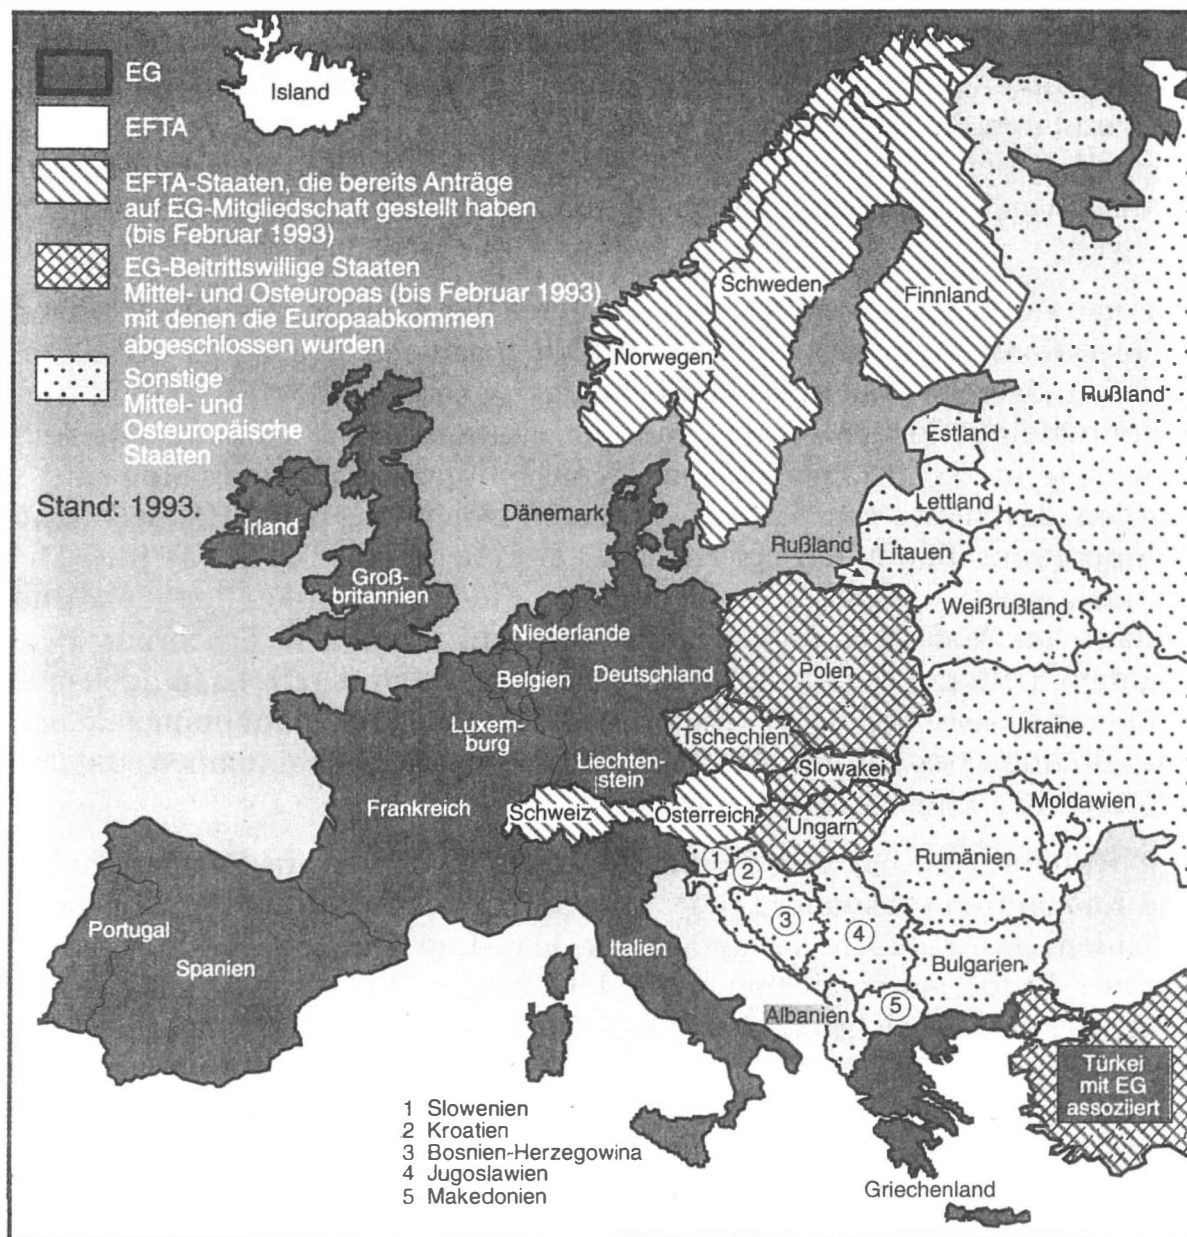 EG
EFTA
EFTA-Staaten, die bereits Anträge
auf EG-Mitgliedschaft gestellt haben
(bis Februar 1993)
EG-Beitrittswillige Staaten
Mittel- und Osteuropas (bis Februar 1993)
mit denen die Europaabkommen
abgeschlossen wurden
Sonstige
Mittel- und
Osteuropäische
Staaten
Stand: 1993.
Island
Schweden
Finnland
Norwegen
Rußland
Estland
Lettland
Dänemark
Irland
Rußland
Litauen
Groß-
britannien
Weißrußland
Niederlande
Belgien
Deutschland
Polen
Luxem-
burg
Tschechien
Ukraine
Liechten-
stein
Slowakei
Frankreich
Schweiz
Österreich
Ungarn
Moldawien
Rumänien
1
2
3
4
5
Portugal
Spanien
Italien
Bulgarien
Albanien
Türkei
mit EG
assoziiert
Griechenland
1 Slowenien
2 Kroatien
3 Bosnien-Herzegowina
4 Jugoslawien
5 Makedonien